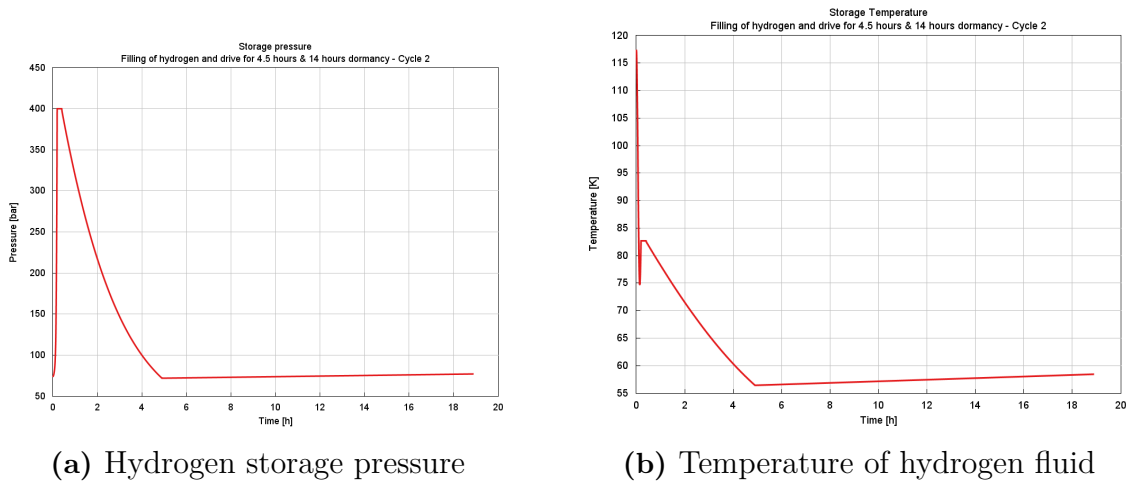 Storage pressure
Filling of hydrogen and drive for 4.5 hours & 14 hours dormancy - Cycle 2
450
400
350
300
250
200
150
100
50
Pressure [bar]
0 2 4 6 8 10 12 14 16 18 20
Time [h]
(a) Hydrogen storage pressure
Storage Temperature
Filling of hydrogen and drive for 4.5 hours & 14 hours dormancy - Cycle 2
120
115
110
105
100
95
90
85
80
75
70
65
60
55
Temperature [K]
0 2 4 6 8 10 12 14 16 18 20
Time [h]
(b) Temperature of hydrogen fluid